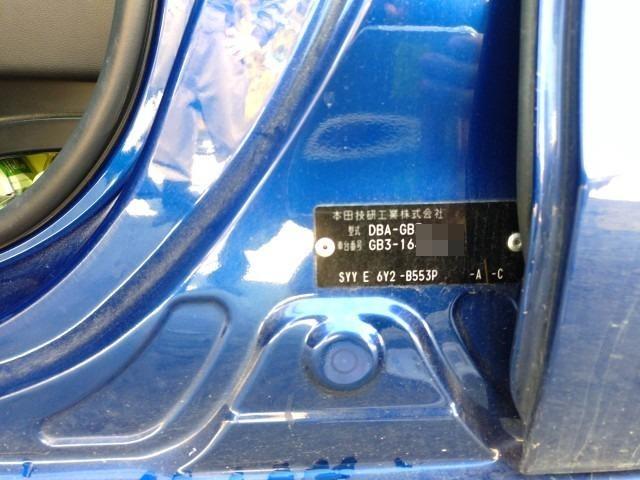 本田技研工業株式会社
型式 DBA-GB
車台番号 GB3-164
SYY E 6Y2 -B553P -A -C